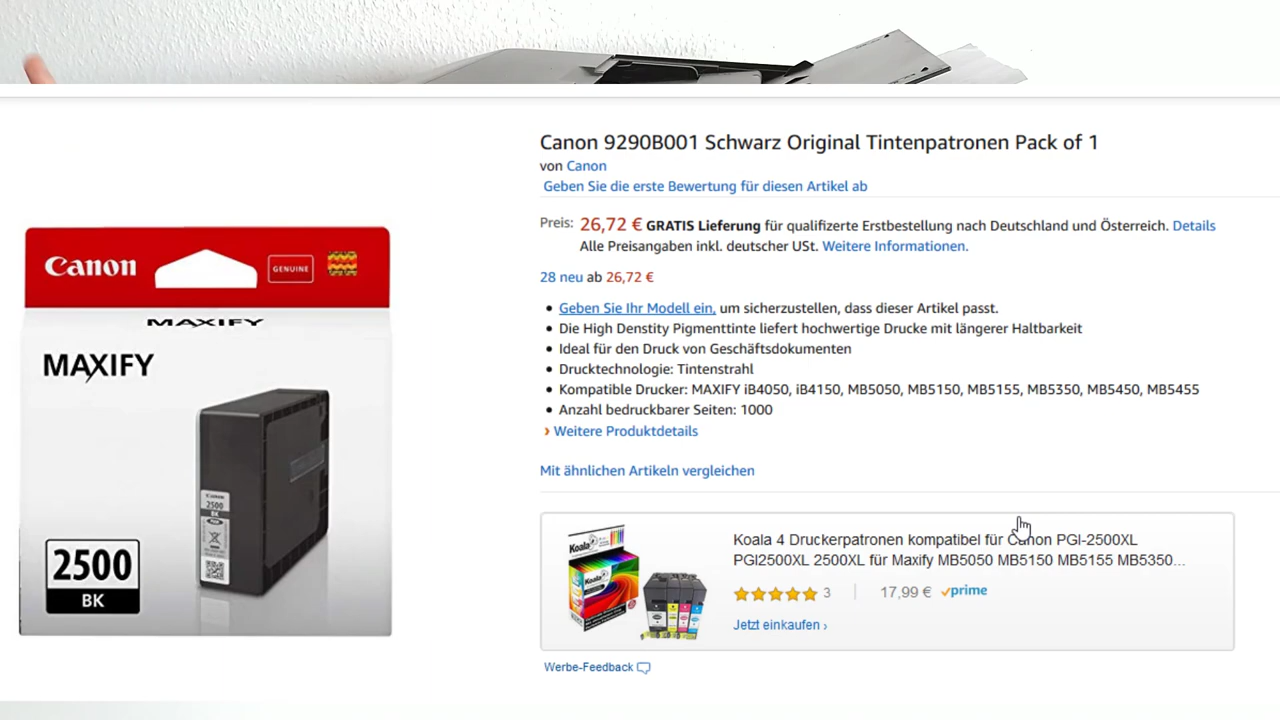 Canon 9290B001 Schwarz Original Tintenpatronen Pack of 1
von Canon
Geben Sie die erste Bewertung für diesen Artikel ab
Preis: 26,72 € GRATIS Lieferung für qualifizerte Erstbestellung nach Deutschland und Österreich. Details
Alle Preisangaben inkl. deutscher USt. Weitere Informationen.
28 neu ab 26,72 €
Geben Sie Ihr Modell ein, um sicherzustellen, dass dieser Artikel passt.
Die High Denstity Pigmenttinte liefert hochwertige Drucke mit längerer Haltbarkeit
Ideal für den Druck von Geschäftsdokumenten
Drucktechnologie: Tintenstrahl
Kompatible Drucker: MAXIFY iB4050, iB4150, MB5050, MB5150, MB5155, MB5350, MB5450, MB5455
Anzahl bedruckbarer Seiten: 1000
› Weitere Produktdetails
Mit ähnlichen Artikeln vergleichen
Koala 4 Druckerpatronen kompatibel für Canon PGI-2500XL
PGI2500XL 2500XL für Maxify MB5050 MB5150 MB5155 MB5350...
3 | 17,99 € prime
Jetzt einkaufen ›
Werbe-Feedback
Canon
GENUINE
MAXIFY
MAXIFY
Canon
2500
BK
2500
BK
Koala
Koala